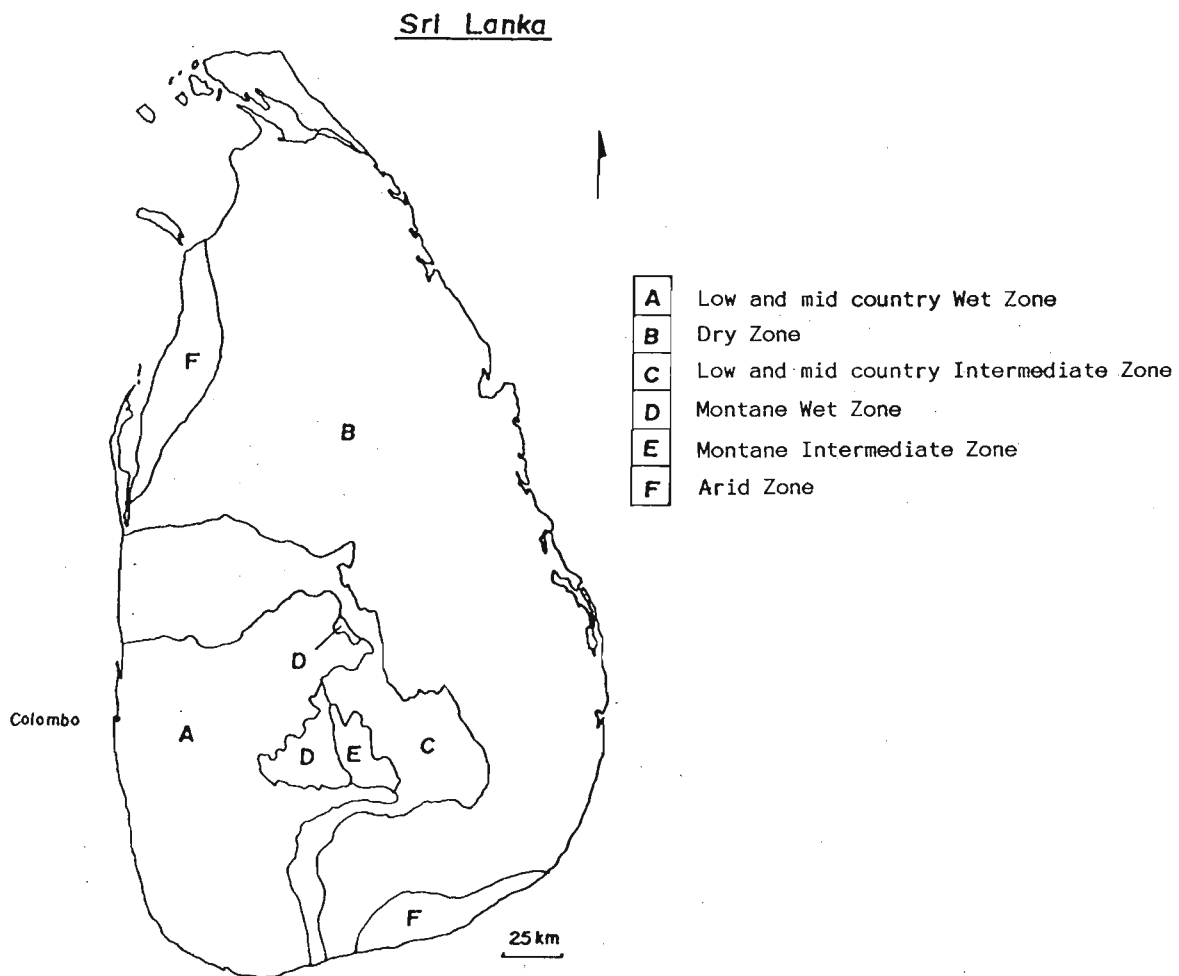 Sri Lanka
A Low and mid country Wet Zone
B Dry Zone
C Low and mid country Intermediate Zone
D Montane Wet Zone
E Montane Intermediate Zone
F Arid Zone
F
B
D
Colombo
A
D
E
C
F
25 km